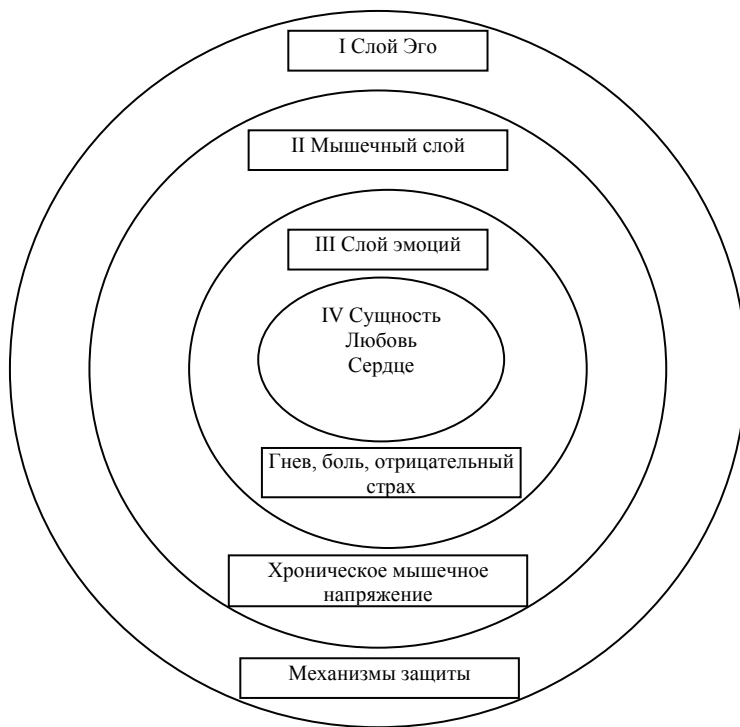 I Слой Эго
II Мышечный слой
III Слой эмоций
IV Сущность
Любовь
Сердце
Гнев, боль, отрицательный
страх
Хроническое мышечное
напряжение
Механизмы защиты